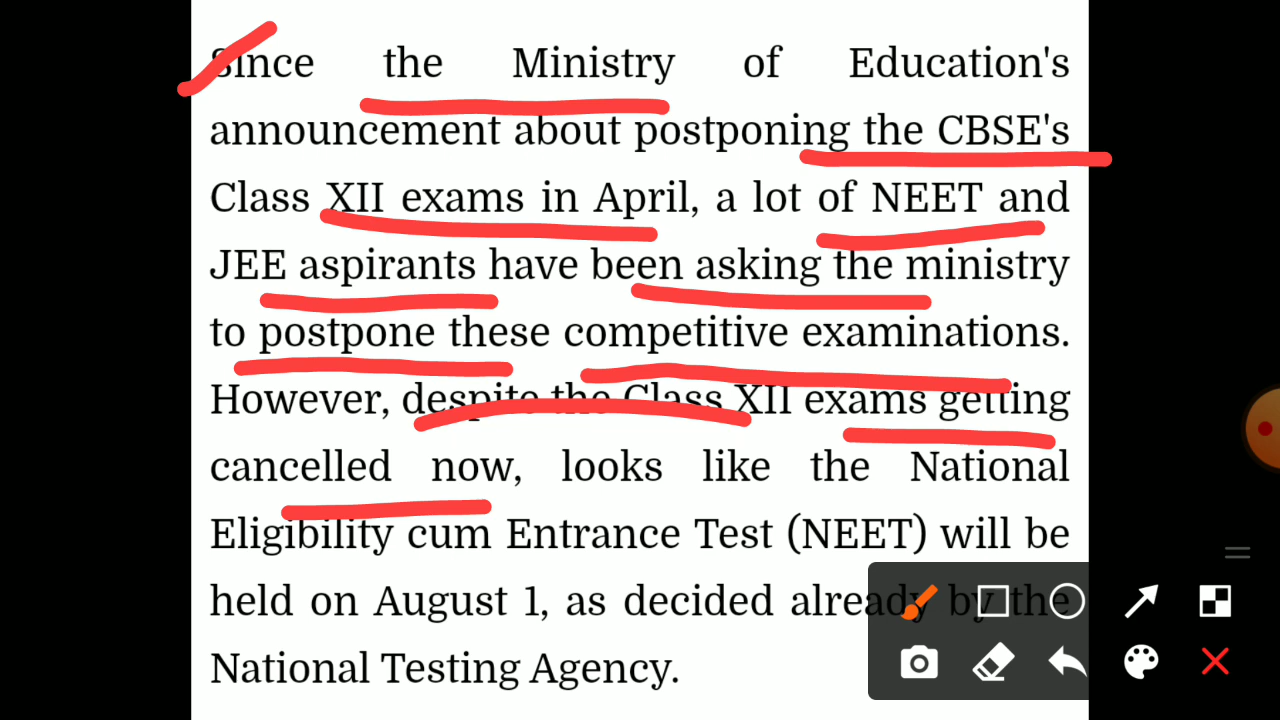 Since the Ministry of Education's
announcement about postponing the CBSE's
Class XII exams in April, a lot of NEET and
JEE aspirants have been asking the ministry
to postpone these competitive examinations.
However, despite the Class XII exams getting
cancelled now, looks like the National
Eligibility cum Entrance Test (NEET) will be
held on August 1, as decided already by the
National Testing Agency.